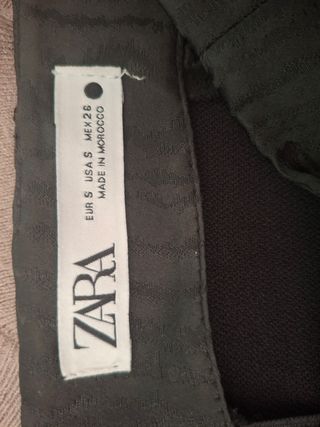 ZARA
EUR S USA S MEX 26
MADE IN MOROCCO